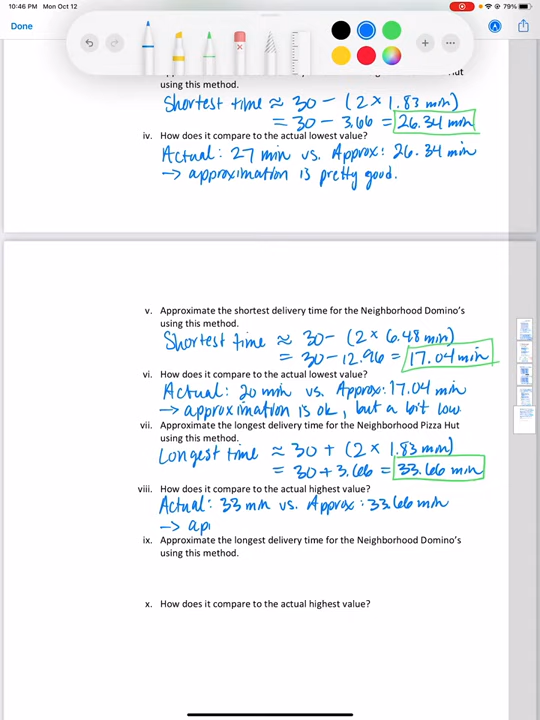 10:46 PM Mon Oct 12
79%
Done
using this method.
Shortest time ≈ 30 - (2 × 1.83 min)
= 30 - 3.66 = 26.34 min
iv. How does it compare to the actual lowest value?
Actual: 27 min vs. Approx: 26.34 min
→ approximation is pretty good.
v. Approximate the shortest delivery time for the Neighborhood Domino's
using this method.
Shortest time ≈ 30 - (2 × 6.48 min)
= 30 - 12.96 = 17.04 min
vi. How does it compare to the actual lowest value?
Actual: 20 min vs. Approx: 17.04 min
→ approximation is ok, but a bit low
vii. Approximate the longest delivery time for the Neighborhood Pizza Hut
using this method.
Longest time ≈ 30 + (2 × 1.83 min)
= 30 + 3.66 = 33.66 min
viii. How does it compare to the actual highest value?
Actual: 33 min vs. Approx: 33.66 min
→ ap
ix. Approximate the longest delivery time for the Neighborhood Domino's
using this method.
x. How does it compare to the actual highest value?